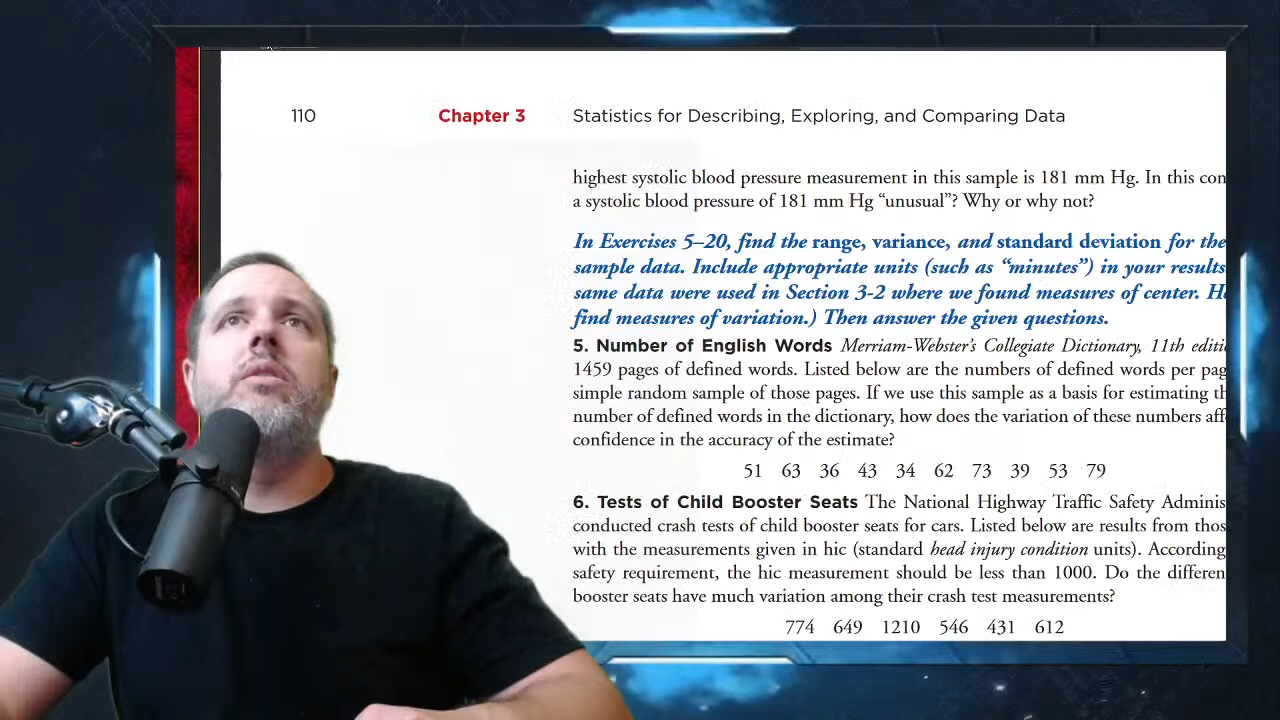 110 Chapter 3 Statistics for Describing, Exploring, and Comparing Data
highest systolic blood pressure measurement in this sample is 181 mm Hg. In this
a systolic blood pressure of 181 mm Hg “unusual”? Why or why not?
In Exercises 5–20, find the range, variance, and standard deviation for the
sample data. Include appropriate units (such as “minutes”) in your results
same data were used in Section 3-2 where we found measures of center.
find measures of variation.) Then answer the given questions.
5. Number of English Words Merriam-Webster’s Collegiate Dictionary, 11th
1459 pages of defined words. Listed below are the numbers of defined words per
simple random sample of those pages. If we use this sample as a basis for estimating
number of defined words in the dictionary, how does the variation of these numbers
confidence in the accuracy of the estimate?
51 63 36 43 34 62 73 39 53 79
6. Tests of Child Booster Seats The National Highway Traffic Safety
conducted crash tests of child booster seats for cars. Listed below are results from
with the measurements given in hic (standard head injury condition units). According
safety requirement, the hic measurement should be less than 1000. Do the
booster seats have much variation among their crash test measurements?
774 649 1210 546 431 612